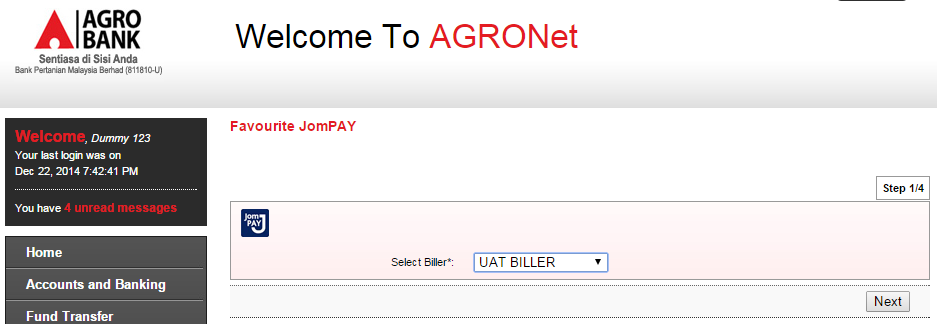 AGRO
BANK
Sentiasa di Sisi Anda
Bank Pertanian Malaysia Berhad (811810-U)
Welcome To AGRONet
Welcome, Dummy 123
Your last login was on
Dec 22, 2014 7:42:41 PM
You have 4 unread messages
Home
Accounts and Banking
Fund Transfer
Favourite JomPAY
Step 1/4
Jom
PAY
Select Biller*:
UAT BILLER
Next